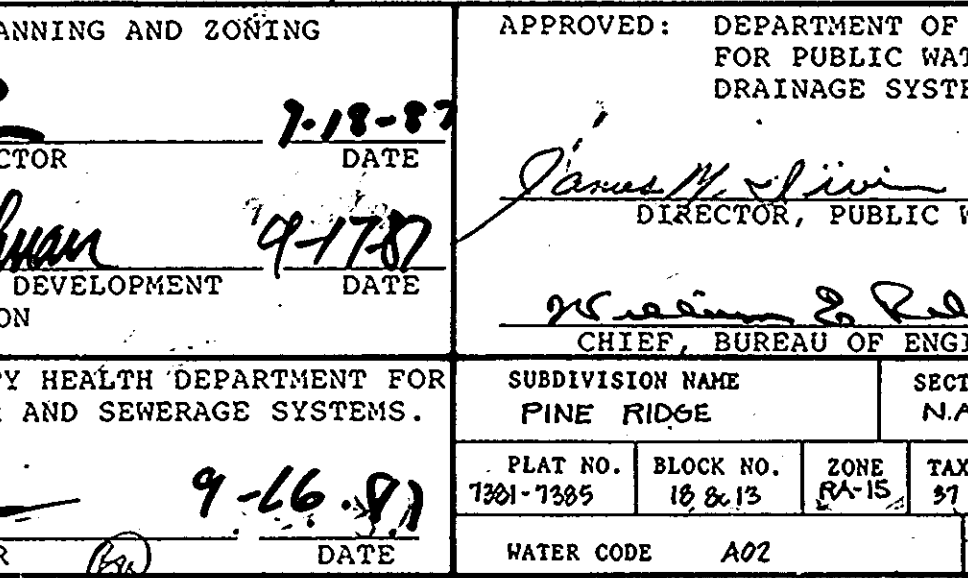 ANNING AND ZONING
7-18-87
CTOR DATE
9-17-87
DEVELOPMENT DATE
ON
Y HEALTH DEPARTMENT FOR
AND SEWERAGE SYSTEMS.
9-16-87
R DATE
APPROVED: DEPARTMENT OF
FOR PUBLIC WAT
DRAINAGE SYSTE
James M.
DIRECTOR, PUBLIC W
William E.
CHIEF, BUREAU OF ENGI
SUBDIVISION NAME SECT
PINE RIDGE N.A
PLAT NO. BLOCK NO. ZONE TAX
7381-7385 18 & 13 RA-15 37
WATER CODE A02